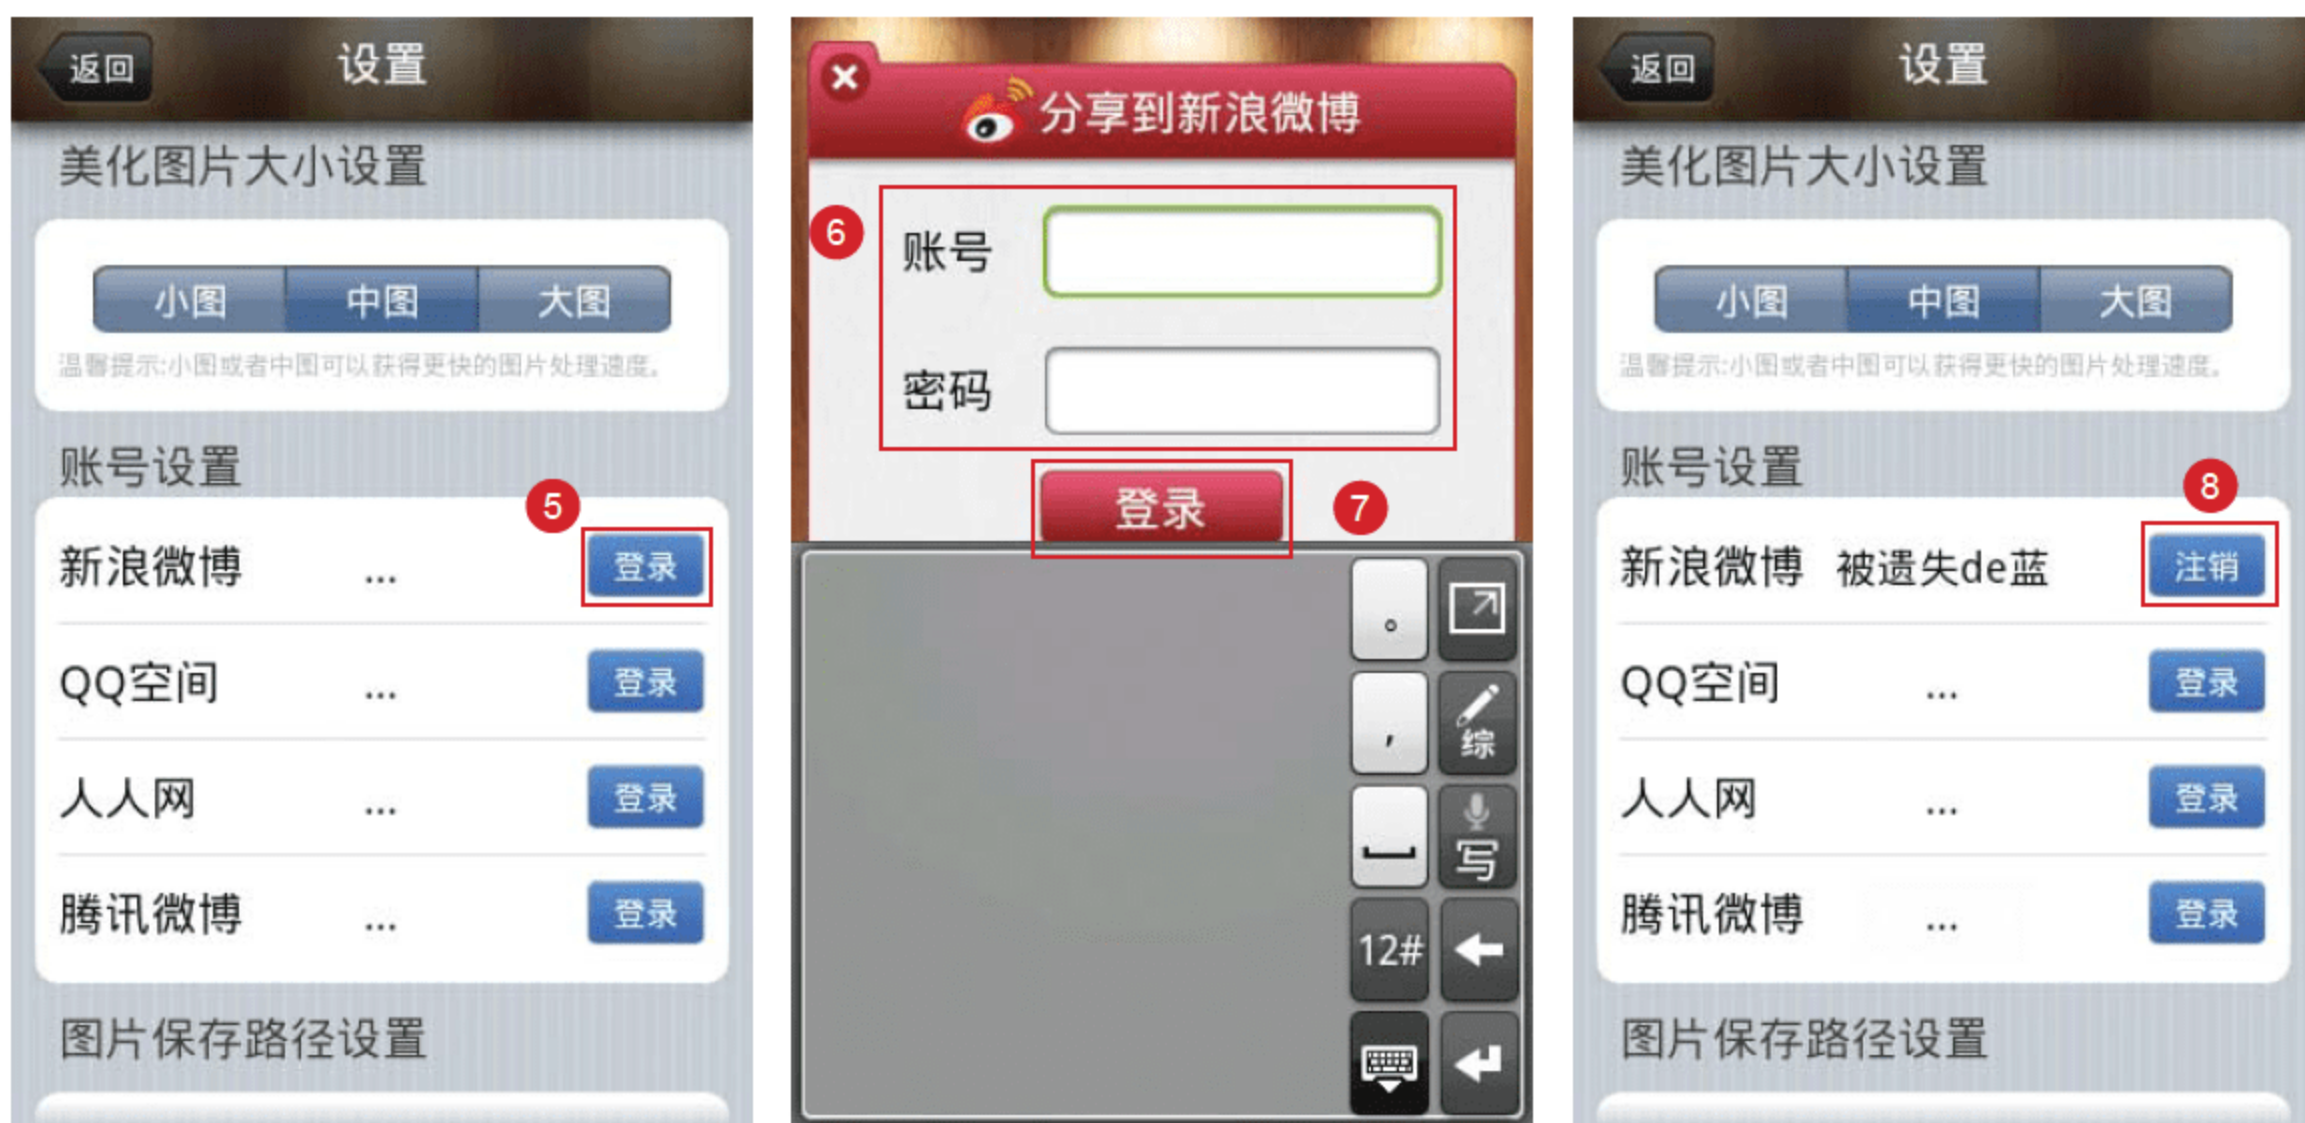 返回
设置
美化图片大小设置
小图 中图 大图
温馨提示:小图或者中图可以获得更快的图片处理速度。
账号设置
5
新浪微博 ... 登录
QQ空间 ... 登录
人人网 ... 登录
腾讯微博 ... 登录
图片保存路径设置
分享到新浪微博
6
账号
密码
登录
7
。
,
综
写
12#
返回
设置
美化图片大小设置
小图 中图 大图
温馨提示:小图或者中图可以获得更快的图片处理速度。
账号设置
8
新浪微博 被遗失de蓝 注销
QQ空间 ... 登录
人人网 ... 登录
腾讯微博 ... 登录
图片保存路径设置